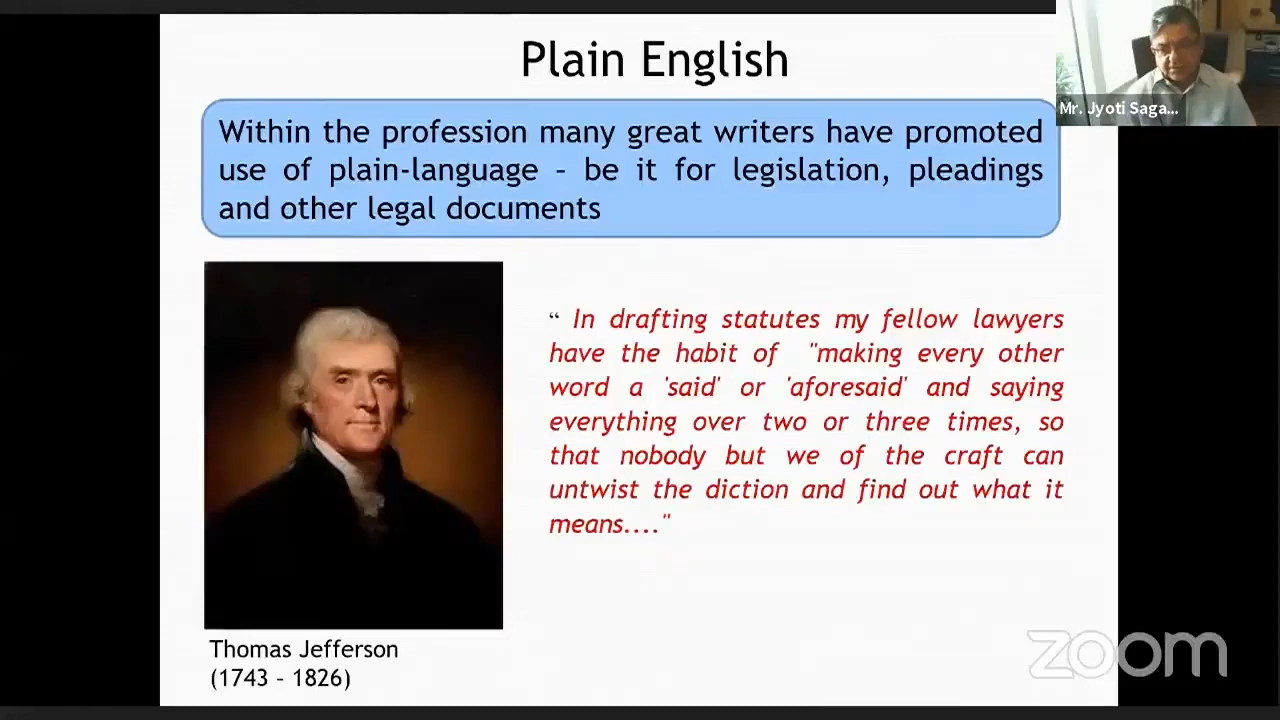 Plain English
Mr. Jyoti Saga...
Within the profession many great writers have promoted
use of plain-language – be it for legislation, pleadings
and other legal documents
“ In drafting statutes my fellow lawyers
have the habit of "making every other
word a 'said' or 'aforesaid' and saying
everything over two or three times, so
that nobody but we of the craft can
untwist the diction and find out what it
means...."
Thomas Jefferson
(1743 – 1826)
zoom